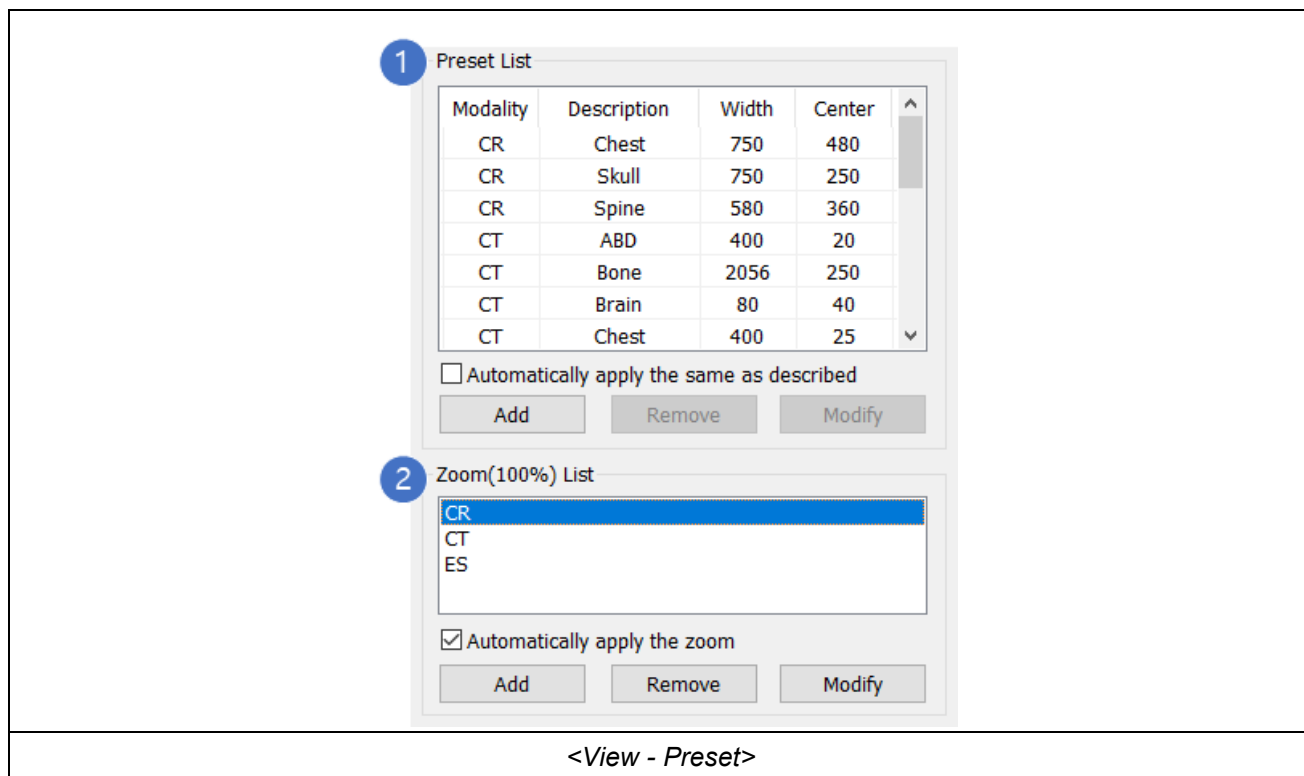 1 Preset List
Modality Description Width Center
CR Chest 750 480
CR Skull 750 250
CR Spine 580 360
CT ABD 400 20
CT Bone 2056 250
CT Brain 80 40
CT Chest 400 25
Automatically apply the same as described
Add Remove Modify
2 Zoom(100%) List
CR
CT
ES
Automatically apply the zoom
Add Remove Modify
<View - Preset>